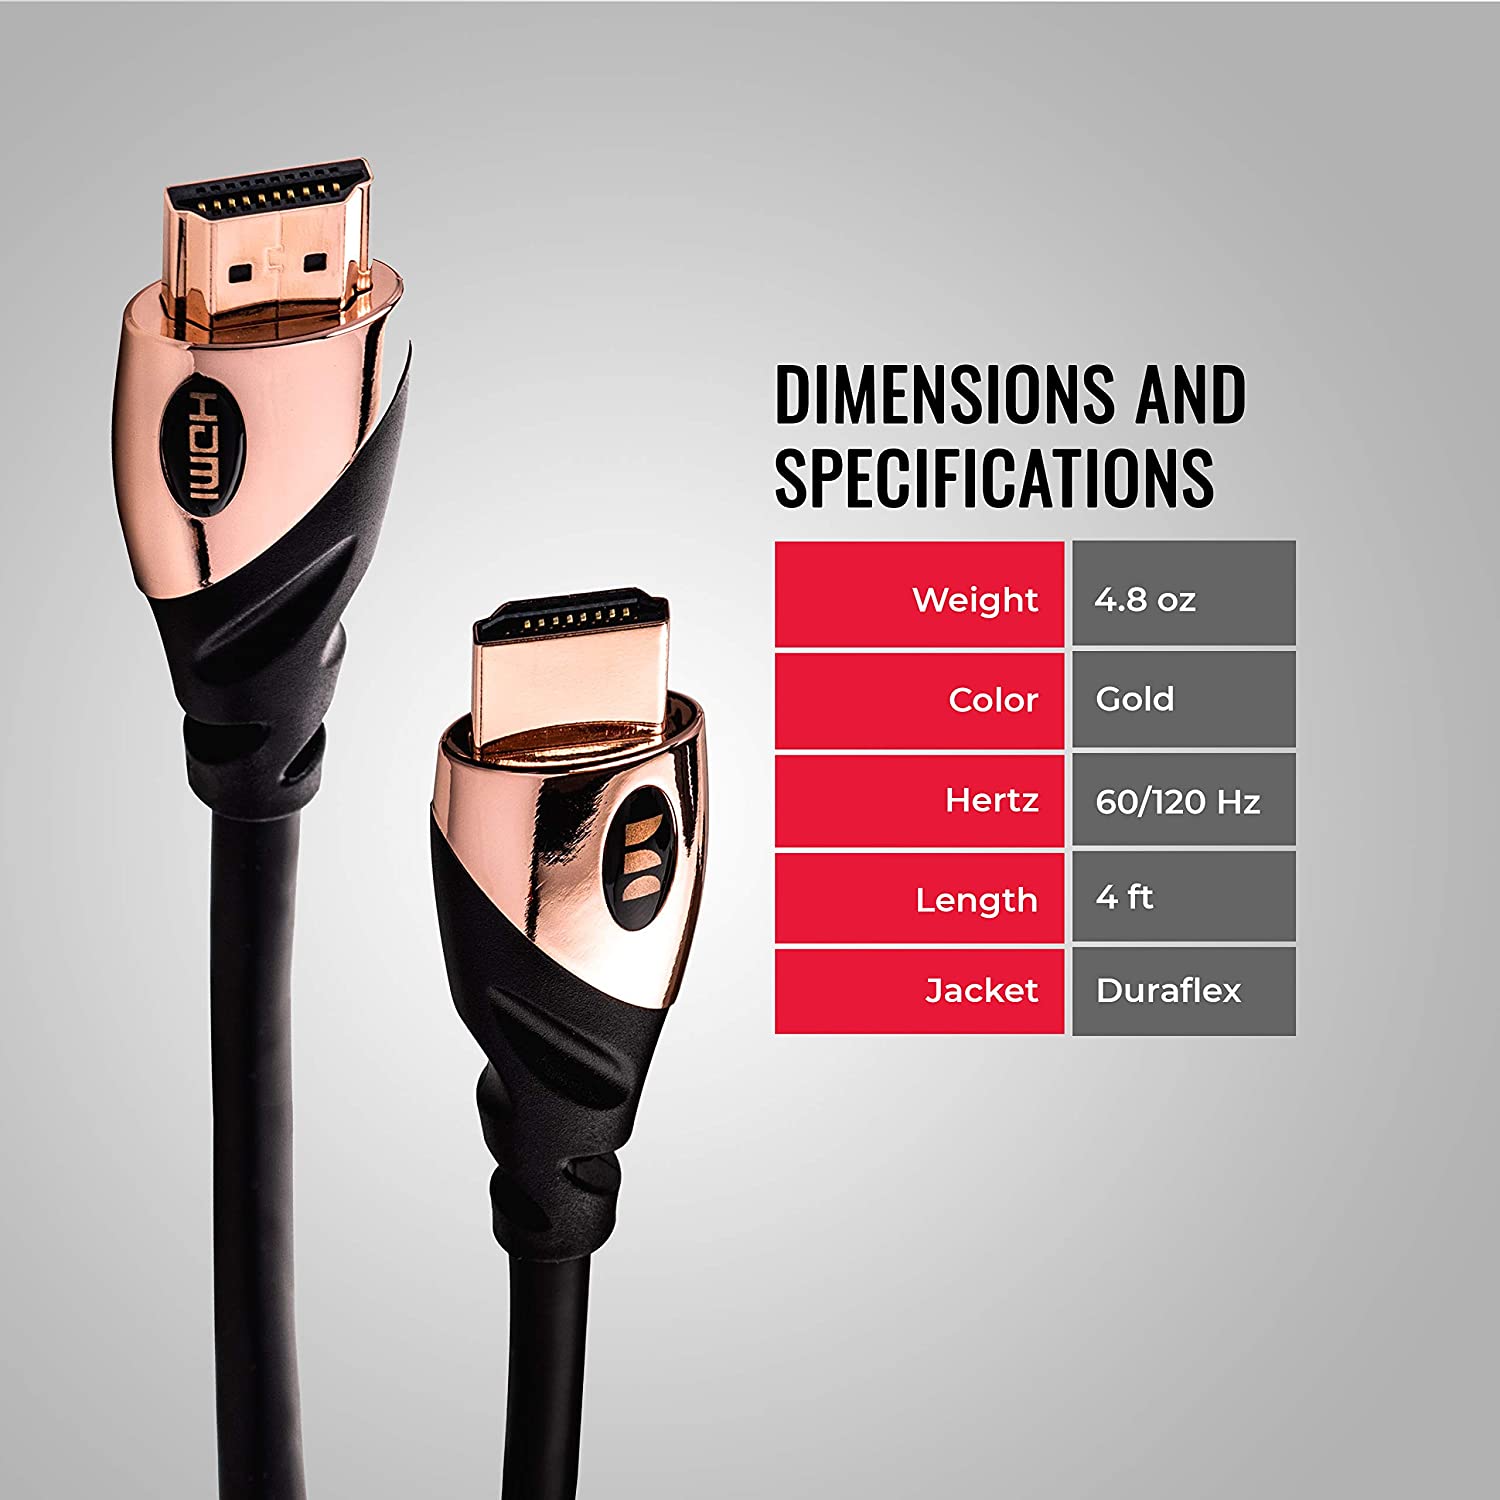 HDMI
DIMENSIONS AND
SPECIFICATIONS
Weight 4.8 oz
Color Gold
Hertz 60/120 Hz
Length 4 ft
Jacket Duraflex